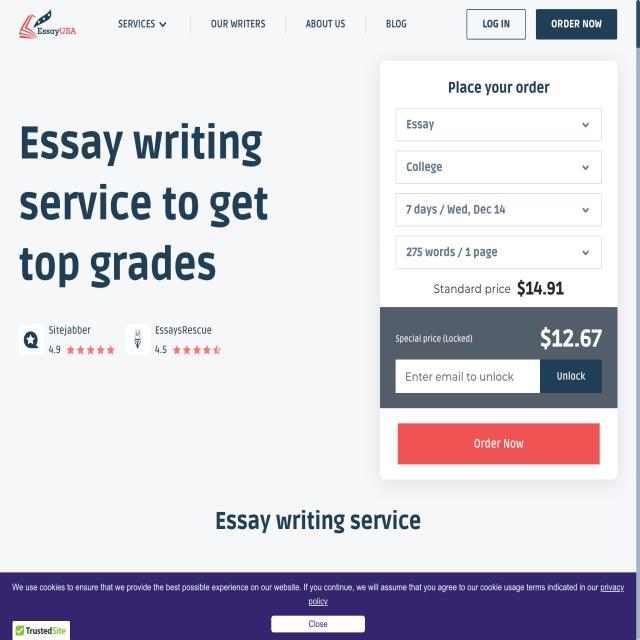 EssayUSA
SERVICES
OUR WRITERS
ABOUT US
BLOG
LOG IN
ORDER NOW
Essay writing
service to get
top grades
Sitejabber
4.9
EssaysRescue
4.5
Place your order
Essay
College
7 days / Wed, Dec 14
275 words / 1 page
Standard price $14.91
Special price (Locked) $12.67
Enter email to unlock
Unlock
Order Now
Essay writing service
We use cookies to ensure that we provide the best possible experience on our website. If you continue, we will assume that you agree to our cookie usage terms indicated in our privacy
policy
Close
TrustedSite